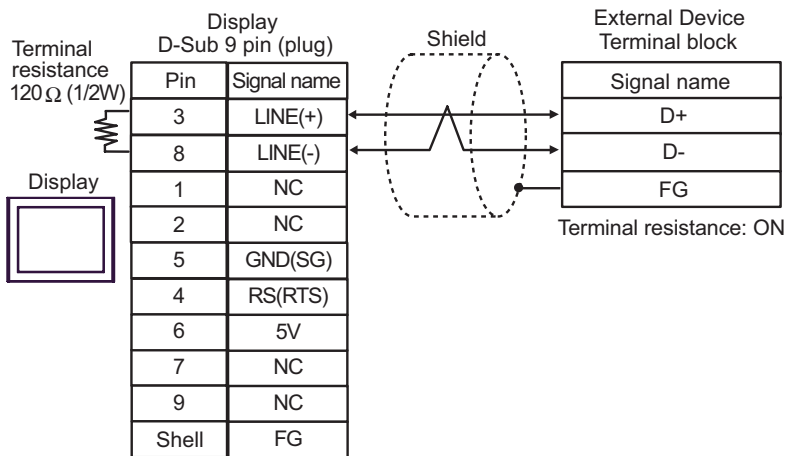 Display
D-Sub 9 pin (plug)
Shield
External Device
Terminal block
Terminal
resistance
120Ω (1/2W)
Pin Signal name
3 LINE(+)
8 LINE(-)
1 NC
2 NC
5 GND(SG)
4 RS(RTS)
6 5V
7 NC
9 NC
Shell FG
Display
Signal name
D+
D-
FG
Terminal resistance: ON